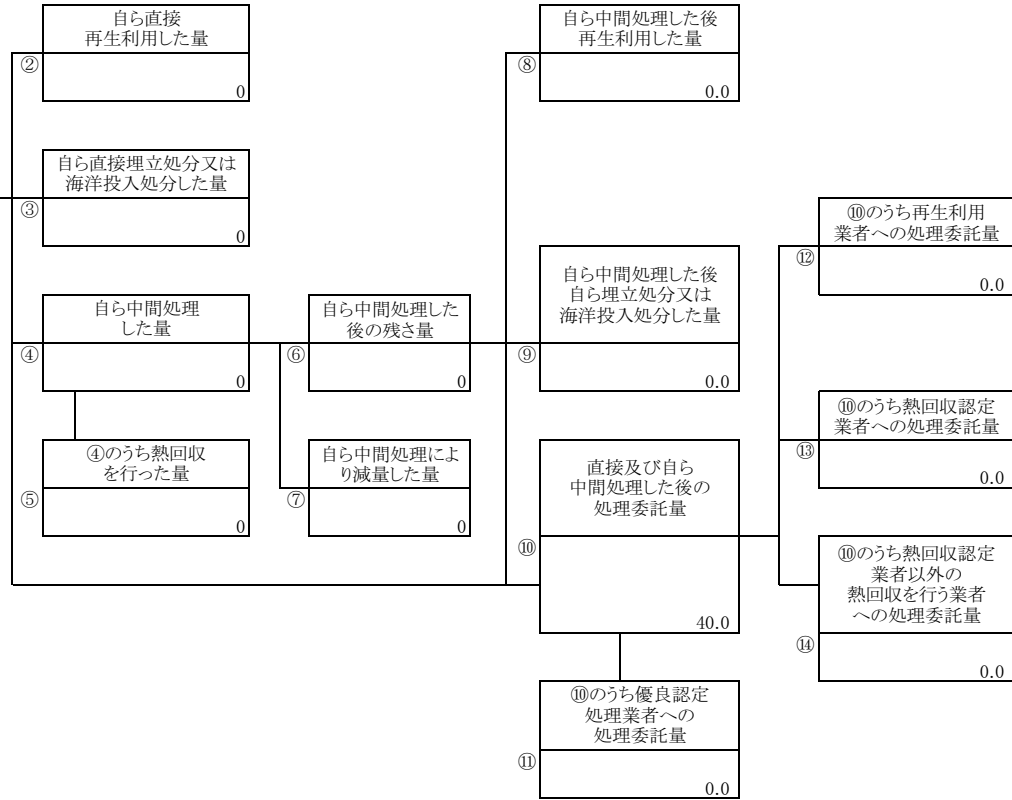 自ら直接
再生利用した量
②
0
自ら直接埋立処分又は
海洋投入処分した量
③
0
自ら中間処理
した量
④
0
④のうち熱回収
を行った量
⑤
0
自ら中間処理した
後の残さ量
⑥
0
自ら中間処理によ
り減量した量
⑦
0
自ら中間処理した後
再生利用した量
⑧
0.0
自ら中間処理した後
自ら埋立処分又は
海洋投入処分した量
⑨
0.0
直接及び自ら
中間処理した後の
処理委託量
⑩
40.0
⑩のうち優良認定
処理業者への
処理委託量
⑪
0.0
⑩のうち再生利用
業者への処理委託量
⑫
0.0
⑩のうち熱回収認定
業者への処理委託量
⑬
0.0
⑩のうち熱回収認定
業者以外の
熱回収を行う業者
への処理委託量
⑭
0.0